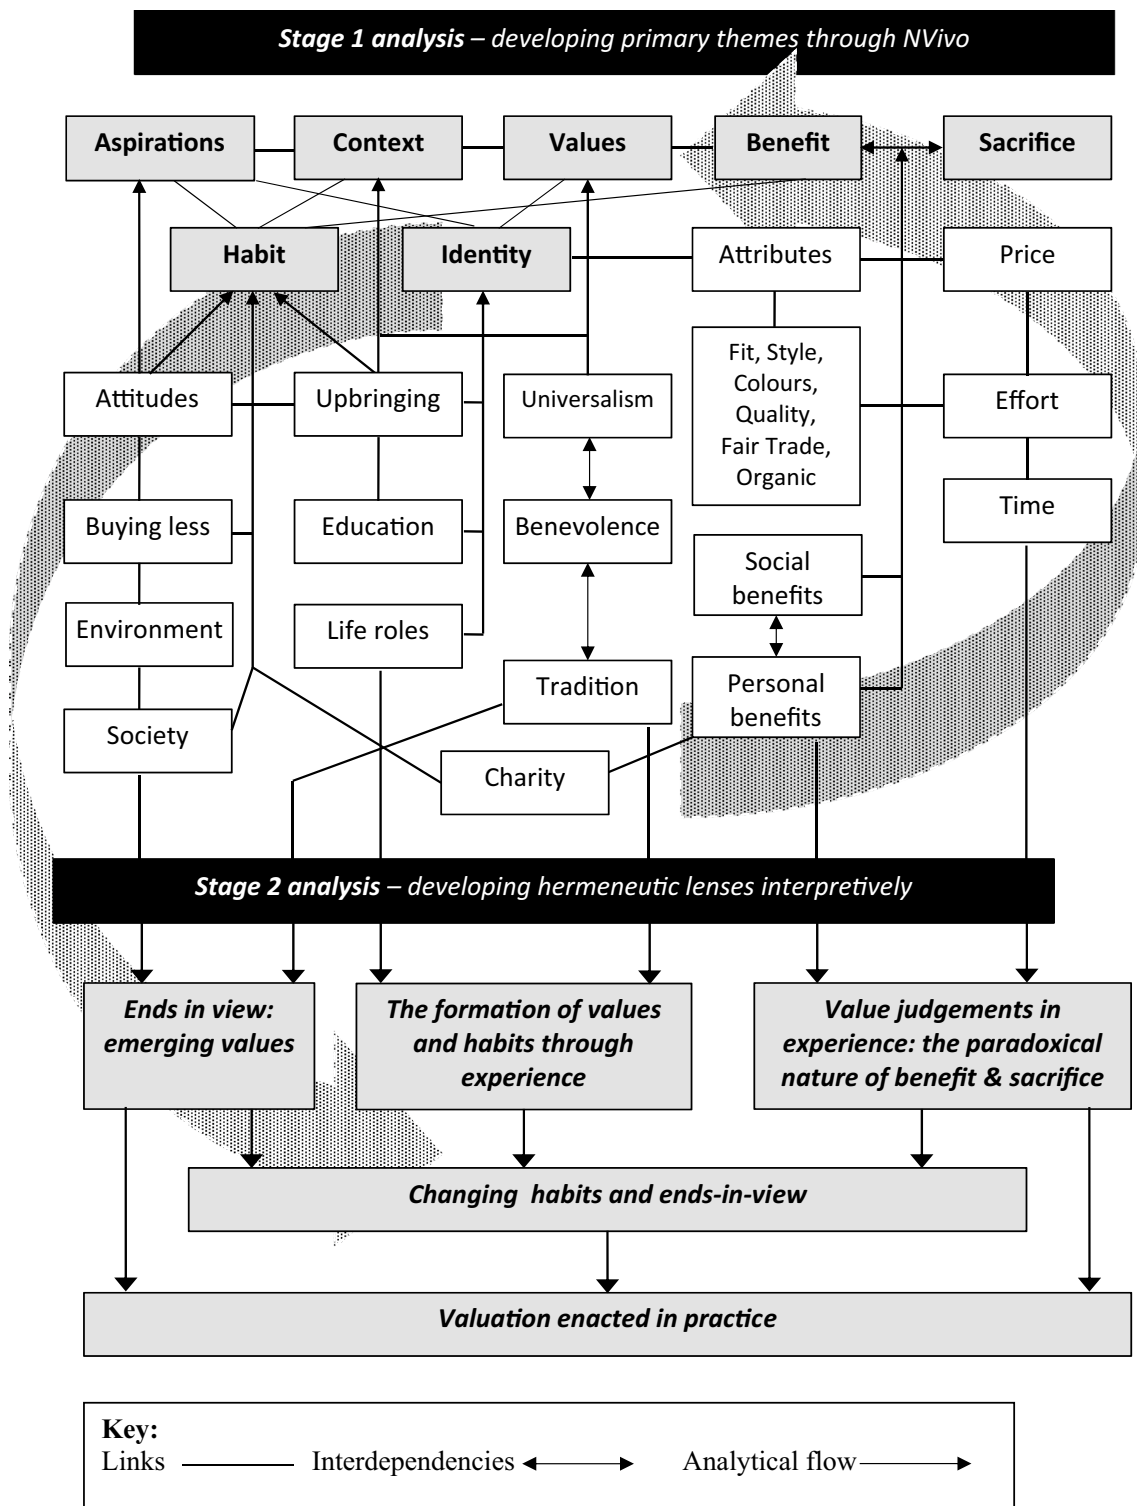 Stage 1 analysis – developing primary themes through NVivo
Aspirations
Context
Values
Benefit
Sacrifice
Habit
Identity
Attributes
Price
Fit, Style,
Colours,
Quality,
Fair Trade,
Organic
Attitudes
Upbringing
Universalism
Effort
Buying less
Education
Benevolence
Time
Social
benefits
Environment
Life roles
Tradition
Personal
benefits
Society
Charity
Stage 2 analysis – developing hermeneutic lenses interpretively
Ends in view:
emerging values
The formation of values
and habits through
experience
Value judgements in
experience: the paradoxical
nature of benefit & sacrifice
Changing habits and ends-in-view
Valuation enacted in practice
Key:
Links Interdependencies Analytical flow